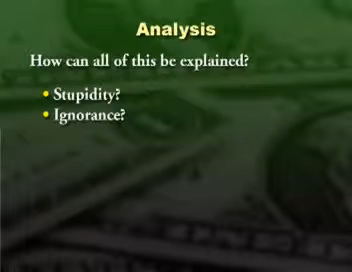 Analysis
How can all of this be explained?
• Stupidity?
• Ignorance?